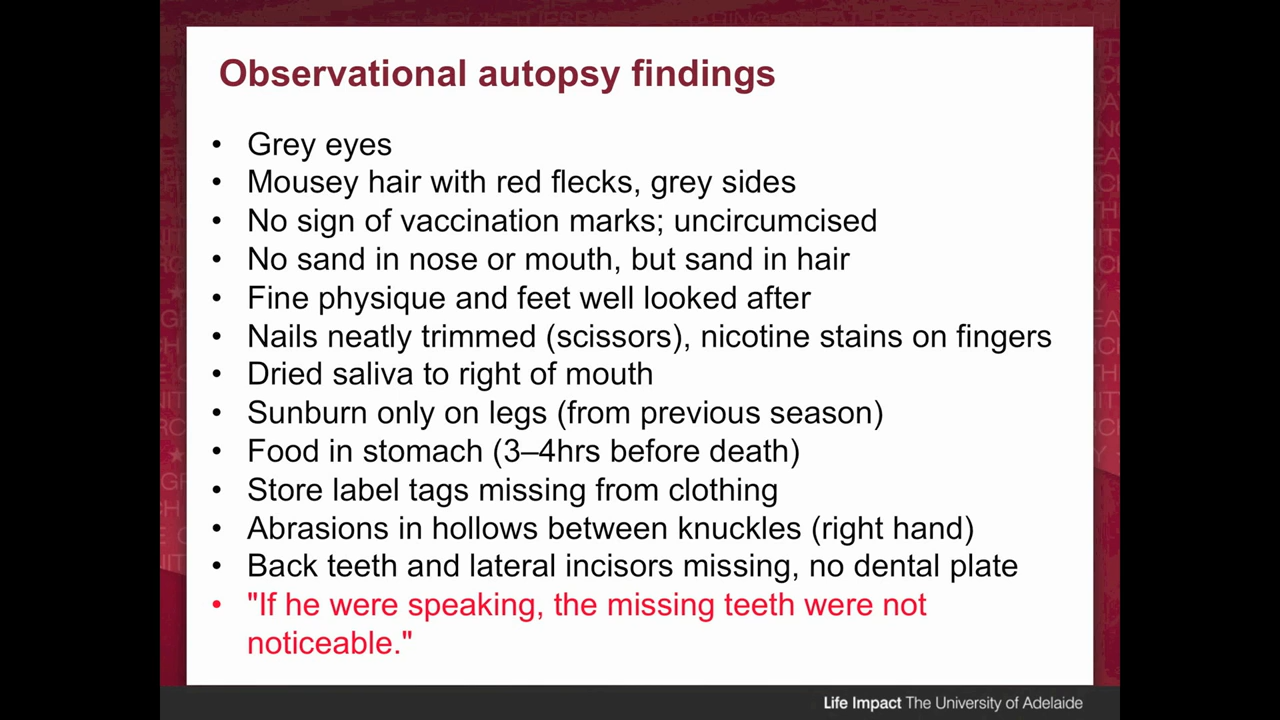 Observational autopsy findings
• Grey eyes
• Mousey hair with red flecks, grey sides
• No sign of vaccination marks; uncircumcised
• No sand in nose or mouth, but sand in hair
• Fine physique and feet well looked after
• Nails neatly trimmed (scissors), nicotine stains on fingers
• Dried saliva to right of mouth
• Sunburn only on legs (from previous season)
• Food in stomach (3–4hrs before death)
• Store label tags missing from clothing
• Abrasions in hollows between knuckles (right hand)
• Back teeth and lateral incisors missing, no dental plate
• "If he were speaking, the missing teeth were not
noticeable."
Life Impact The University of Adelaide